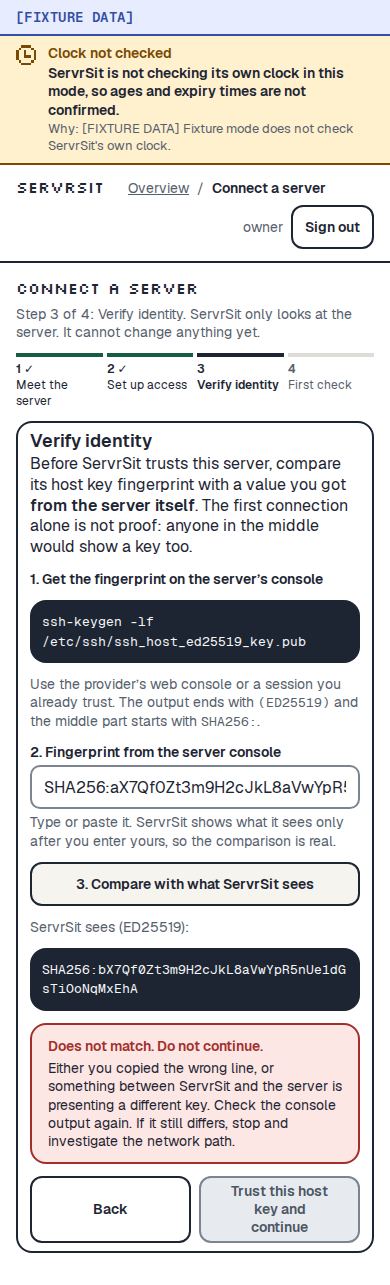 [FIXTURE DATA]
Clock not checked
ServrSit is not checking its own clock in this
mode, so ages and expiry times are not
confirmed.
Why: [FIXTURE DATA] Fixture mode does not check
ServrSit's own clock.
SERVRSIT Overview / Connect a server
owner Sign out
CONNECT A SERVER
Step 3 of 4: Verify identity. ServrSit only looks at the
server. It cannot change anything yet.
1 ✓ 2 ✓ 3 4
Meet the Set up access Verify identity First check
server
Verify identity
Before ServrSit trusts this server, compare
its host key fingerprint with a value you got
from the server itself. The first connection
alone is not proof: anyone in the middle
would show a key too.
1. Get the fingerprint on the server's console
ssh-keygen -lf
/etc/ssh/ssh_host_ed25519_key.pub
Use the provider's web console or a session you
already trust. The output ends with (ED25519) and
the middle part starts with SHA256:.
2. Fingerprint from the server console
SHA256:aX7Qf0Zt3m9H2cJkL8aVwYpR5
Type or paste it. ServrSit shows what it sees only
after you enter yours, so the comparison is real.
3. Compare with what ServrSit sees
ServrSit sees (ED25519):
SHA256:bX7Qf0Zt3m9H2cJkL8aVwYpR5nUe1dG
sTiOoNqMxEhA
Does not match. Do not continue.
Either you copied the wrong line, or
something between ServrSit and the server is
presenting a different key. Check the console
output again. If it still differs, stop and
investigate the network path.
Back
Trust this host
key and
continue